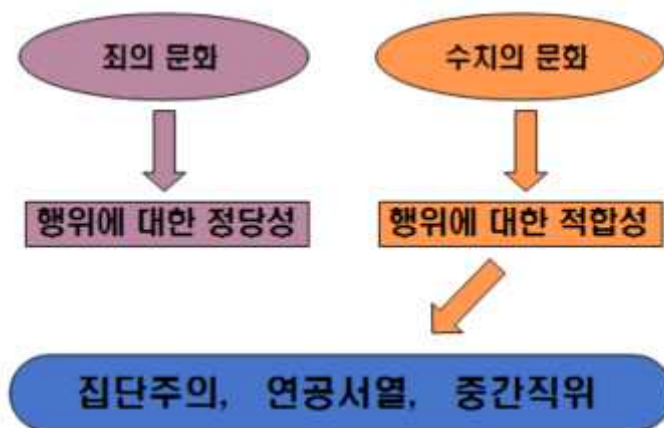 죄의 문화
수치의 문화
행위에 대한 정당성
행위에 대한 적합성
집단주의, 연공서열, 중간직위